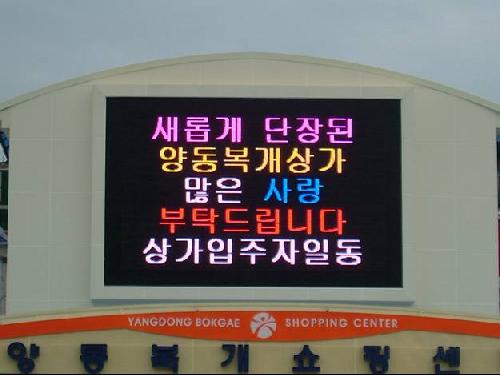 새롭게 단장된
양동복개상가
많은 사랑
부탁드립니다
상가입주자일동
YANGDONG BOKGAE SHOPPING CENTER
양동복개쇼핑센